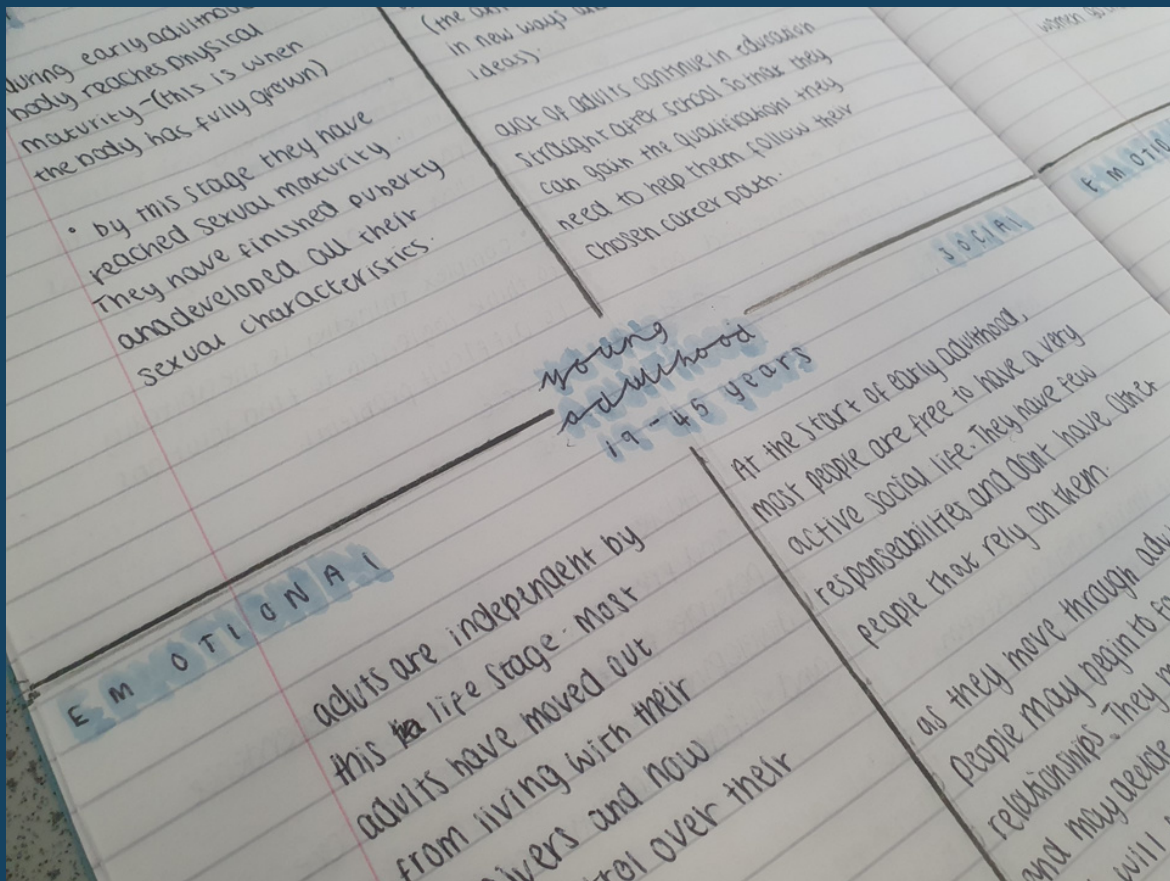 during early
body reaches physical
maturity-(this is when
the body has fully grown)
• by this stage they have
reached sexual maturity.
They have finished puberty
and developed all their
sexual characteristics.
in new ways
ideas).
alot of adults continue in education
straight after school so that they
can gain the qualifications they
need to help them follow their
chosen career path.
women
young
adulthood
19-45 years
EMOTIONAL
adults are independent by
this life stage. Most
adults have moved out
from living with their
and now
over their
SOCIAL
At the start of early adulthood,
most people are free to have a very
active social life. They have few
responseabilities and dont have other
people that rely on them.
as they move through
people may begin to
relationships. They
and may decide
will